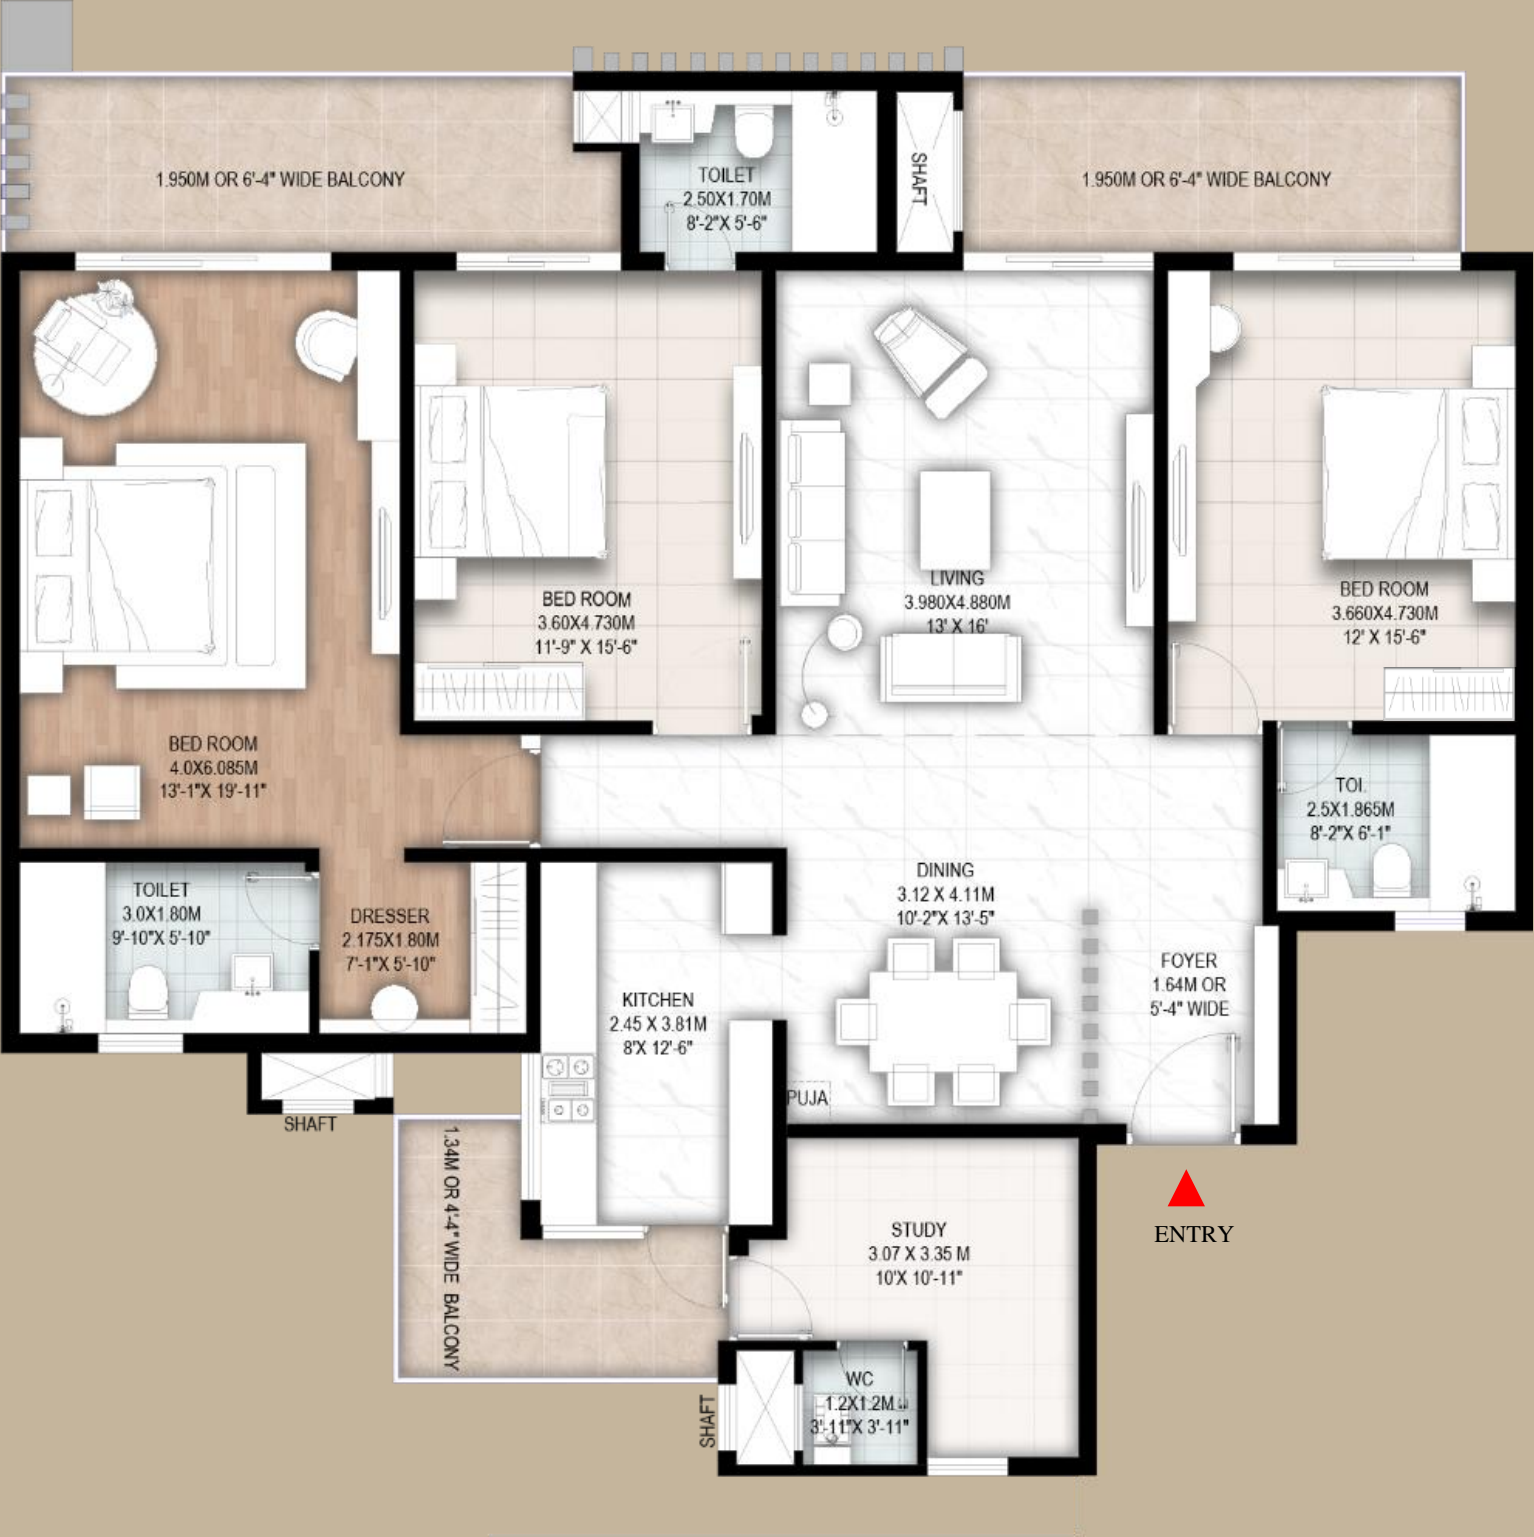 1.950M OR 6'-4" WIDE BALCONY
TOILET
2.50X1.70M
8'-2"X 5'-6"
SHAFT
1.950M OR 6'-4" WIDE BALCONY
BED ROOM
3.60X4.730M
11'-9" X 15'-6"
LIVING
3.980X4.880M
13' X 16'
BED ROOM
3.660X4.730M
12' X 15'-6"
BED ROOM
4.0X6.085M
13'-1"X 19'-11"
TOI.
2.5X1.865M
8'-2"X 6'-1"
TOILET
3.0X1.80M
9'-10"X 5'-10"
DRESSER
2.175X1.80M
7'-1"X 5'-10"
DINING
3.12 X 4.11M
10'-2"X 13'-5"
KITCHEN
2.45 X 3.81M
8'X 12'-6"
FOYER
1.64M OR
5'-4" WIDE
PUJA
SHAFT
1.34M OR 4'-4" WIDE BALCONY
STUDY
3.07 X 3.35 M
10'X 10'-11"
ENTRY
WC
1.2X1.2M
3'-11"X 3'-11"
SHAFT